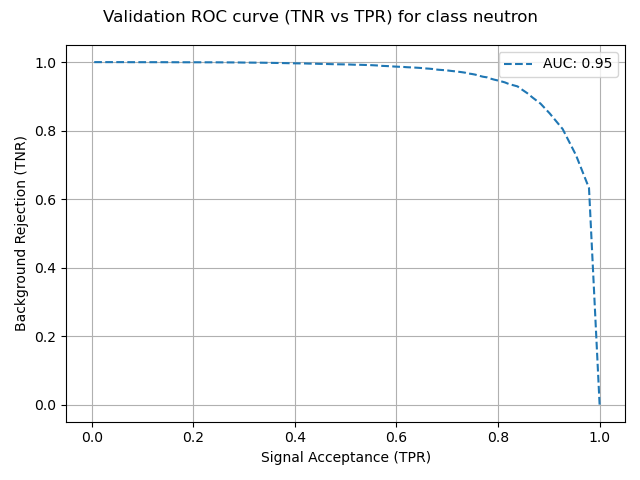 Validation ROC curve (TNR vs TPR) for class neutron
AUC: 0.95
1.0
0.8
0.6
0.4
0.2
0.0
Background Rejection (TNR)
0.0 0.2 0.4 0.6 0.8 1.0
Signal Acceptance (TPR)